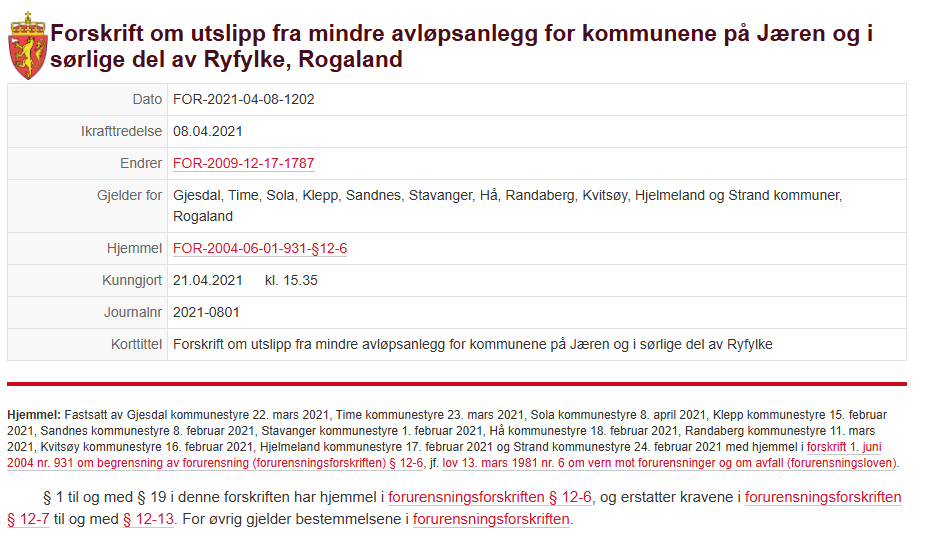 Forskrift om utslipp fra mindre avløpsanlegg for kommunene på Jæren og i
sørlige del av Ryfylke, Rogaland
Dato FOR-2021-04-08-1202
Ikrafttredelse 08.04.2021
Endrer FOR-2009-12-17-1787
Gjelder for Gjesdal, Time, Sola, Klepp, Sandnes, Stavanger, Hå, Randaberg, Kvitsøy, Hjelmeland og Strand kommuner,
Rogaland
Hjemmel FOR-2004-06-01-931-§12-6
Kunngjort 21.04.2021 kl. 15.35
Journalnr 2021-0801
Korttittel Forskrift om utslipp fra mindre avløpsanlegg for kommunene på Jæren og i sørlige del av Ryfylke
Hjemmel: Fastsatt av Gjesdal kommunestyre 22. mars 2021, Time kommunestyre 23. mars 2021, Sola kommunestyre 8. april 2021, Klepp kommunestyre 15. februar
2021, Sandnes kommunestyre 8. februar 2021, Stavanger kommunestyre 1. februar 2021, Hå kommunestyre 18. februar 2021, Randaberg kommunestyre 11. mars
2021, Kvitsøy kommunestyre 16. februar 2021, Hjelmeland kommunestyre 17. februar 2021 og Strand kommunestyre 24. februar 2021 med hjemmel i forskrift 1. juni
2004 nr. 931 om begrensning av forurensning (forurensningsforskriften) § 12-6, jf. lov 13. mars 1981 nr. 6 om vern mot forurensninger og om avfall (forurensningsloven).
§ 1 til og med § 19 i denne forskriften har hjemmel i forurensningsforskriften § 12-6, og erstatter kravene i forurensningsforskriften
§ 12-7 til og med § 12-13. For øvrig gjelder bestemmelsene i forurensningsforskriften.